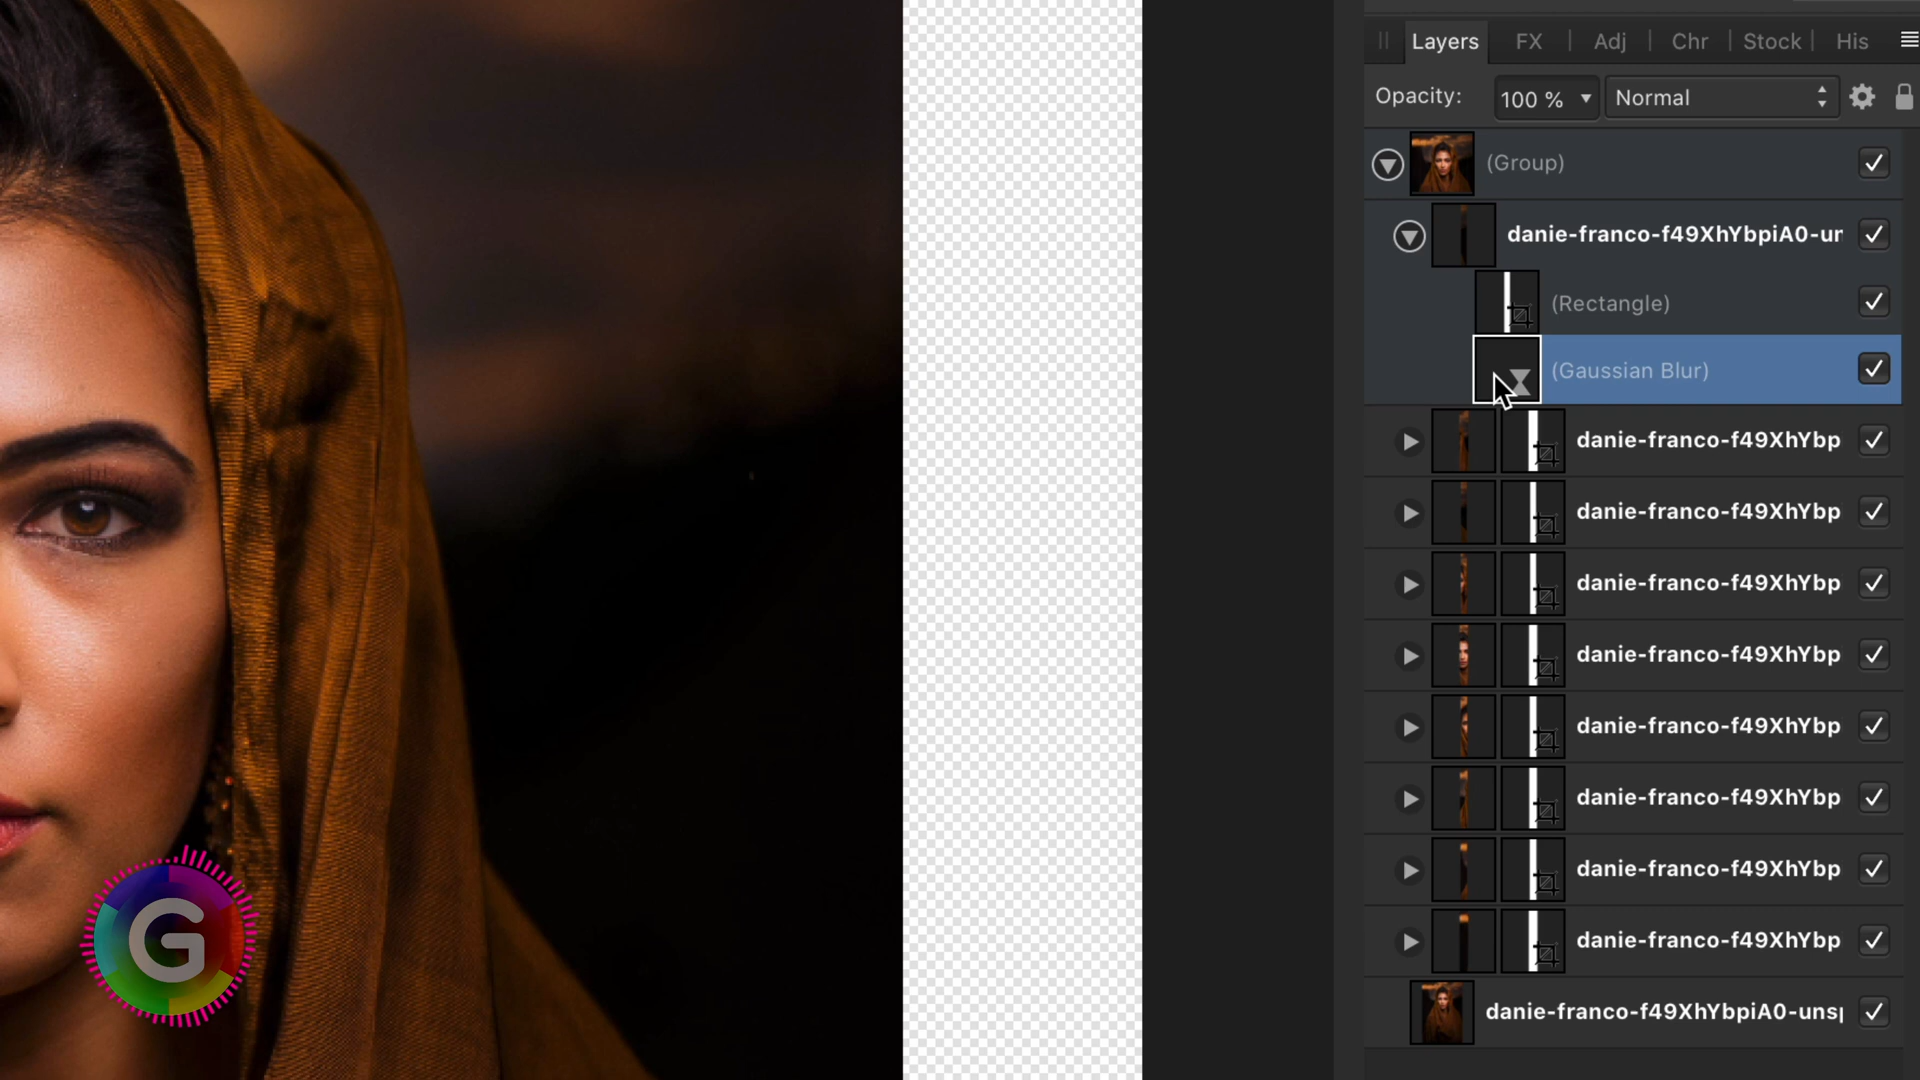 Layers FX Adj Chr Stock His
Opacity: 100 % Normal
(Group)
danie-franco-f49XhYbpiA0-un
(Rectangle)
(Gaussian Blur)
danie-franco-f49XhYbp
danie-franco-f49XhYbp
danie-franco-f49XhYbp
danie-franco-f49XhYbp
danie-franco-f49XhYbp
danie-franco-f49XhYbp
danie-franco-f49XhYbp
danie-franco-f49XhYbp
danie-franco-f49XhYbpiA0-unsp
G